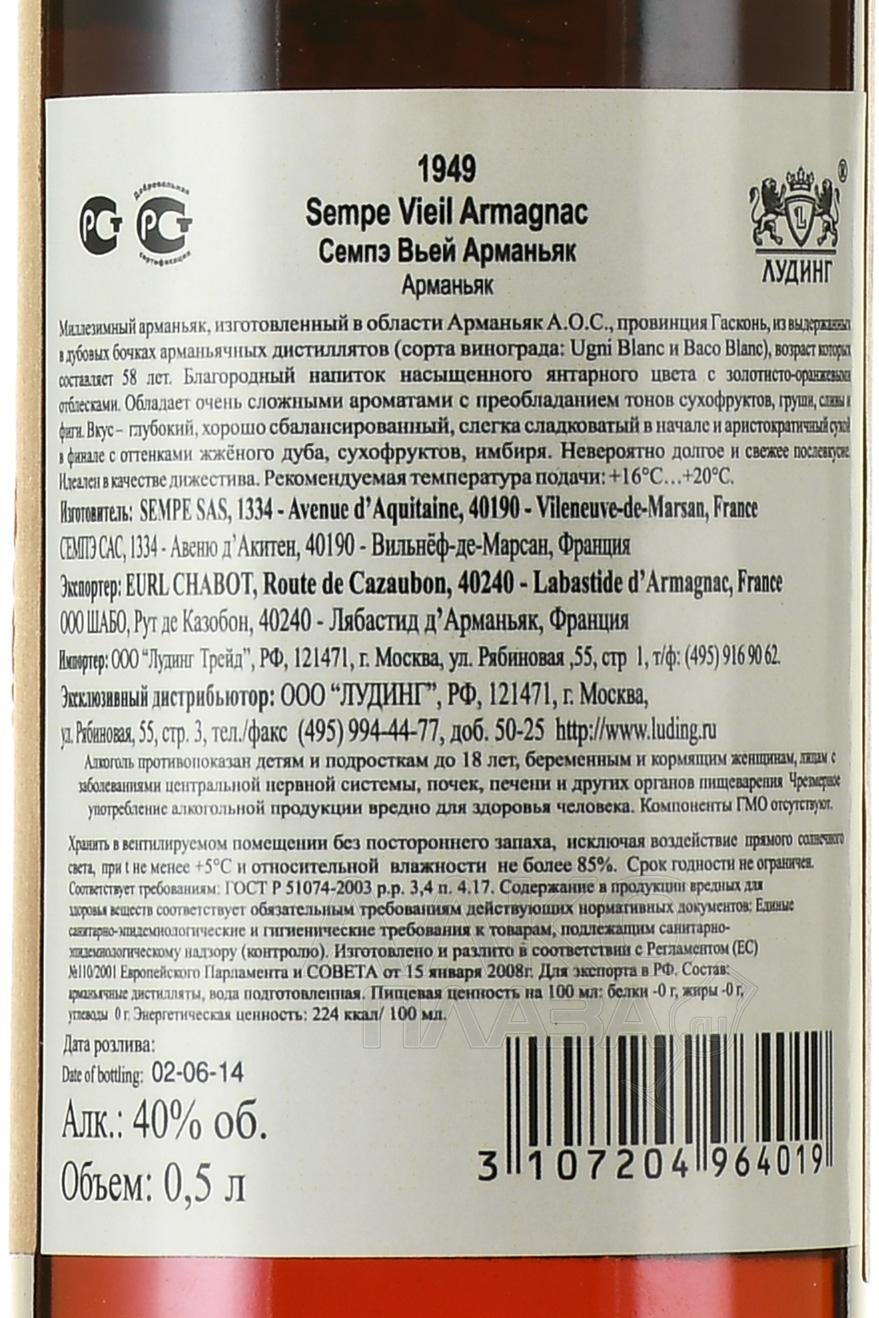 1949
Sempe Vieil Armagnac
Семпэ Вьей Арманьяк
Арманьяк
РСТ
Добровольная
РСТ
сертификация
®
L
ЛУДИНГ
Миллезимный арманьяк, изготовленный в области Арманьяк А.О.С., провинция Гасконь, из выдержанных
в дубовых бочках арманьячных дистиллятов (сорта винограда: Ugni Blanc и Baco Blanc), возраст которых
составляет 58 лет. Благородный напиток насыщенного янтарного цвета с золотисто-оранжевыми
отблесками. Обладает очень сложными ароматами с преобладанием тонов сухофруктов, груши, сливы и
фиги. Вкус – глубокий, хорошо сбалансированный, слегка сладковатый в начале и аристократичный сухой
в финале с оттенками жжёного дуба, сухофруктов, имбиря. Невероятно долгое и свежее послевкусие.
Идеален в качестве дижестива. Рекомендуемая температура подачи: +16°С...+20°С.
Изготовитель: SEMPE SAS, 1334 - Avenue d’Aquitaine, 40190 - Vileneuve-de-Marsan, France
СЕМПЭ САС, 1334 - Авеню д’Акитен, 40190 - Вильнёф-де-Марсан, Франция
Экспортер: EURL CHABOT, Route de Cazaubon, 40240 - Labastide d’Armagnac, France
ООО ШАБО, Рут де Казобон, 40240 - Лябастид д’Арманьяк, Франция
Импортер: ООО “Лудинг Трейд”, РФ, 121471, г. Москва, ул. Рябиновая ,55, стр 1, т/ф: (495) 916 90 62.
Эксклюзивный дистрибьютор: ООО “ЛУДИНГ”, РФ, 121471, г. Москва,
ул. Рябиновая, 55, стр. 3, тел./факс (495) 994-44-77, доб. 50-25 http://www.luding.ru
Алкоголь противопоказан детям и подросткам до 18 лет, беременным и кормящим женщинам, лицам с
заболеваниями центральной нервной системы, почек, печени и других органов пищеварения Чрезмерное
употребление алкогольной продукции вредно для здоровья человека. Компоненты ГМО отсутствуют.
Хранить в вентилируемом помещении без постороннего запаха, исключая воздействие прямого солнечного
света, при t не менее +5°С и относительной влажности не более 85%. Срок годности не ограничен.
Соответствует требованиям: ГОСТ Р 51074-2003 р.р. 3,4 п. 4.17. Содержание в продукции вредных для
здоровья веществ соответствует обязательным требованиям действующих нормативных документов: Единые
санитарно-эпидемиологические и гигиенические требования к товарам, подлежащим санитарно-
эпидемиологическому надзору (контролю). Изготовлено и разлито в соответствии с Регламентом (ЕС)
№110/2001 Европейского Парламента и СОВЕТА от 15 января 2008г. Для экспорта в РФ. Состав:
арманьячные дистилляты, вода подготовленная. Пищевая ценность на 100 мл: белки -0 г, жиры -0 г,
углеводы 0 г. Энергетическая ценность: 224 ккал/ 100 мл.
ПЛАВАЗ.ru
Дата розлива:
Date of bottling: 02-06-14
Алк.: 40% об.
Объем: 0,5 л
3 107204 964019